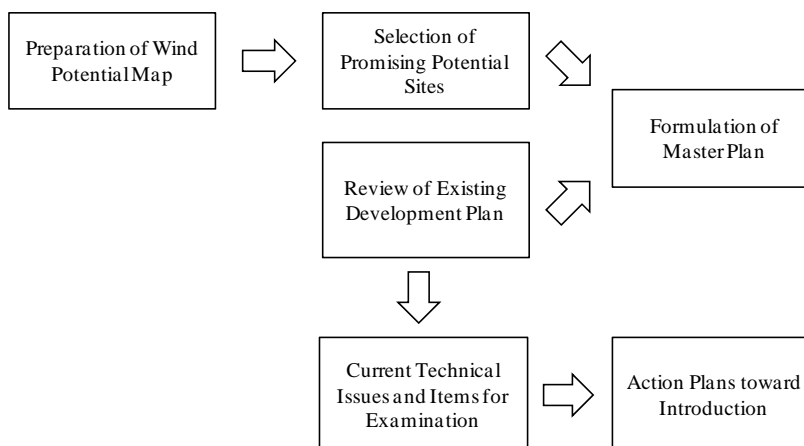 Preparation of Wind
Potential Map
Selection of
Promising Potential
Sites
Formulation of
Master Plan
Review of Existing
Development Plan
Current Technical
Issues and Items for
Examination
Action Plans toward
Introduction